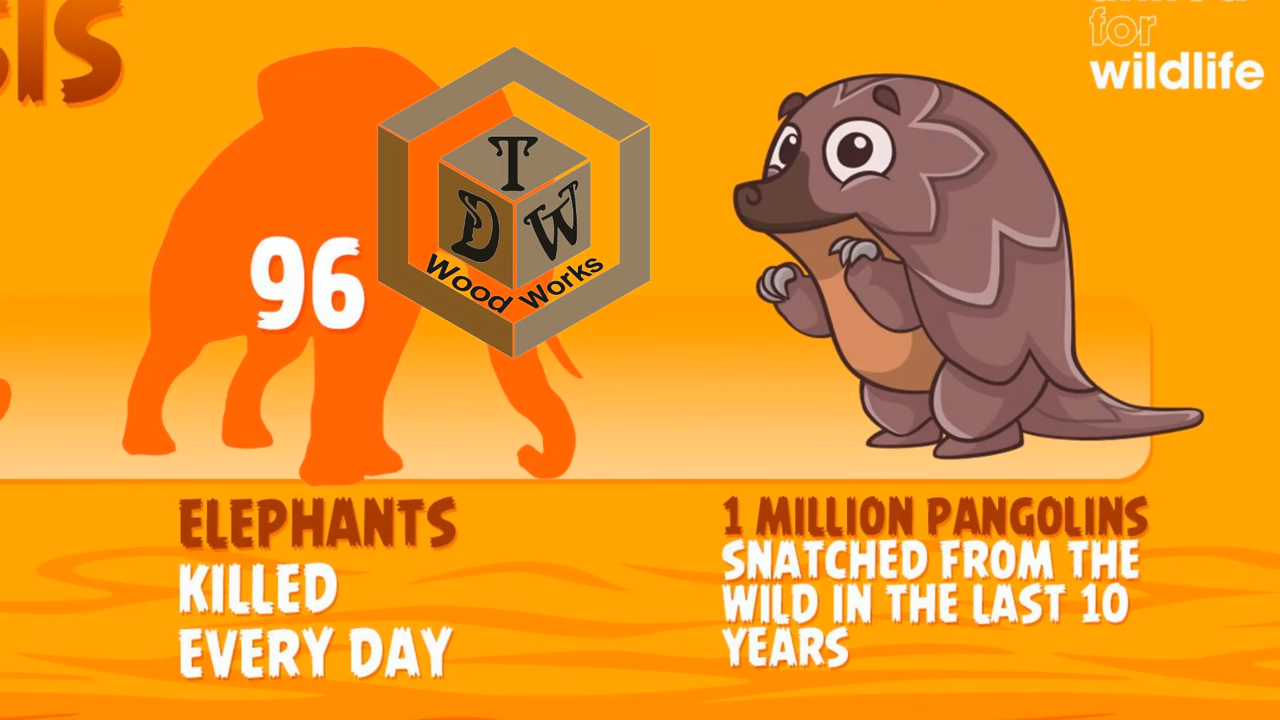 SIS
for
wildlife
96
T
D W
Wood Works
ELEPHANTS
KILLED
EVERY DAY
1 MILLION PANGOLINS
SNATCHED FROM THE
WILD IN THE LAST 10
YEARS